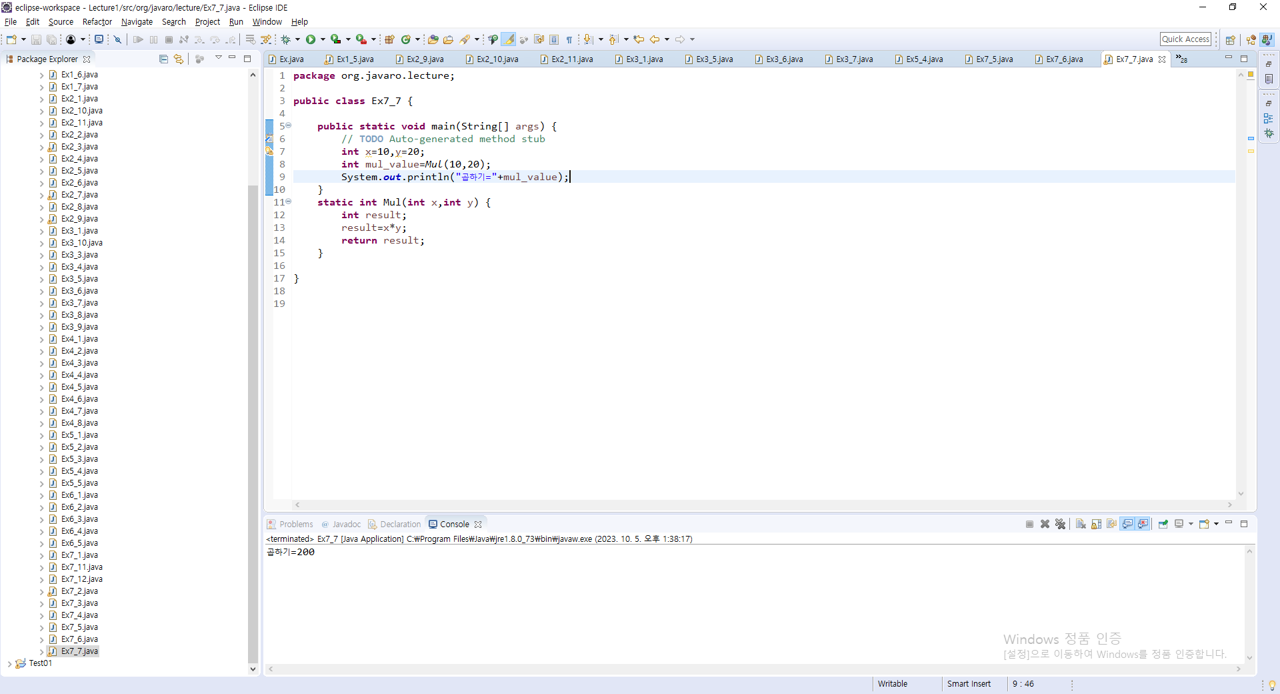 eclipse-workspace - Lecture1/src/org/javaro/lecture/Ex7_7.java - Eclipse IDE
File Edit Source Refactor Navigate Search Project Run Window Help
Quick Access
Package Explorer
Ex.java Ex1_5.java Ex2_9.java Ex2_10.java Ex2_11.java Ex3_1.java Ex3_5.java Ex3_6.java Ex3_7.java Ex5_4.java Ex7_5.java Ex7_6.java Ex7_7.java »28
Ex1_6.java
Ex1_7.java
Ex2_1.java
Ex2_10.java
Ex2_11.java
Ex2_2.java
Ex2_3.java
Ex2_4.java
Ex2_5.java
Ex2_6.java
Ex2_7.java
Ex2_8.java
Ex2_9.java
Ex3_1.java
Ex3_10.java
Ex3_3.java
Ex3_4.java
Ex3_5.java
Ex3_6.java
Ex3_7.java
Ex3_8.java
Ex3_9.java
Ex4_1.java
Ex4_2.java
Ex4_3.java
Ex4_4.java
Ex4_5.java
Ex4_6.java
Ex4_7.java
Ex4_8.java
Ex5_1.java
Ex5_2.java
Ex5_3.java
Ex5_4.java
Ex5_5.java
Ex6_1.java
Ex6_2.java
Ex6_3.java
Ex6_4.java
Ex6_5.java
Ex7_1.java
Ex7_11.java
Ex7_12.java
Ex7_2.java
Ex7_3.java
Ex7_4.java
Ex7_5.java
Ex7_6.java
Ex7_7.java
Test01
1 package org.javaro.lecture;
2
3 public class Ex7_7 {
4
5 public static void main(String[] args) {
6 // TODO Auto-generated method stub
7 int x=10,y=20;
8 int mul_value=Mul(10,20);
9 System.out.println("곱하기="+mul_value);
10 }
11 static int Mul(int x,int y) {
12 int result;
13 result=x*y;
14 return result;
15 }
16
17 }
18
19
Problems Javadoc Declaration Console
<terminated> Ex7_7 [Java Application] C:₩Program Files₩Java₩jre1.8.0_73₩bin₩javaw.exe (2023. 10. 5. 오후 1:38:17)
곱하기=200
Windows 정품 인증
[설정]으로 이동하여 Windows를 정품 인증합니다.
Writable Smart Insert 9 : 46